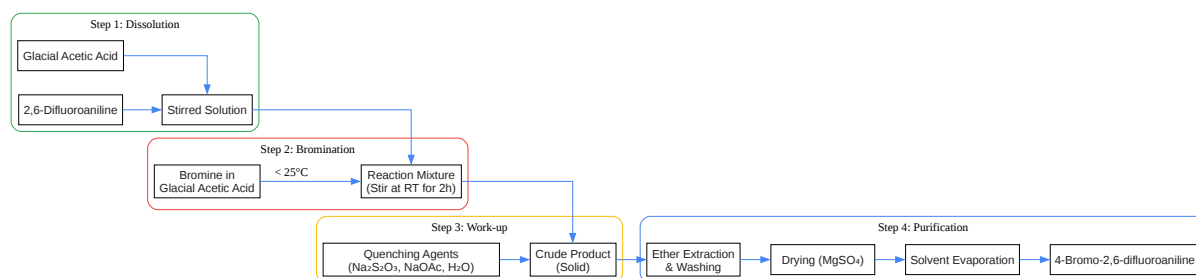 Step 1: Dissolution
Glacial Acetic Acid
2,6-Difluoroaniline
Stirred Solution
Step 2: Bromination
Bromine in
Glacial Acetic Acid
< 25°C
Reaction Mixture
(Stir at RT for 2h)
Step 3: Work-up
Quenching Agents
(Na₂S₂O₃, NaOAc, H₂O)
Crude Product
(Solid)
Step 4: Purification
Ether Extraction
& Washing
Drying (MgSO₄)
Solvent Evaporation
4-Bromo-2,6-difluoroaniline